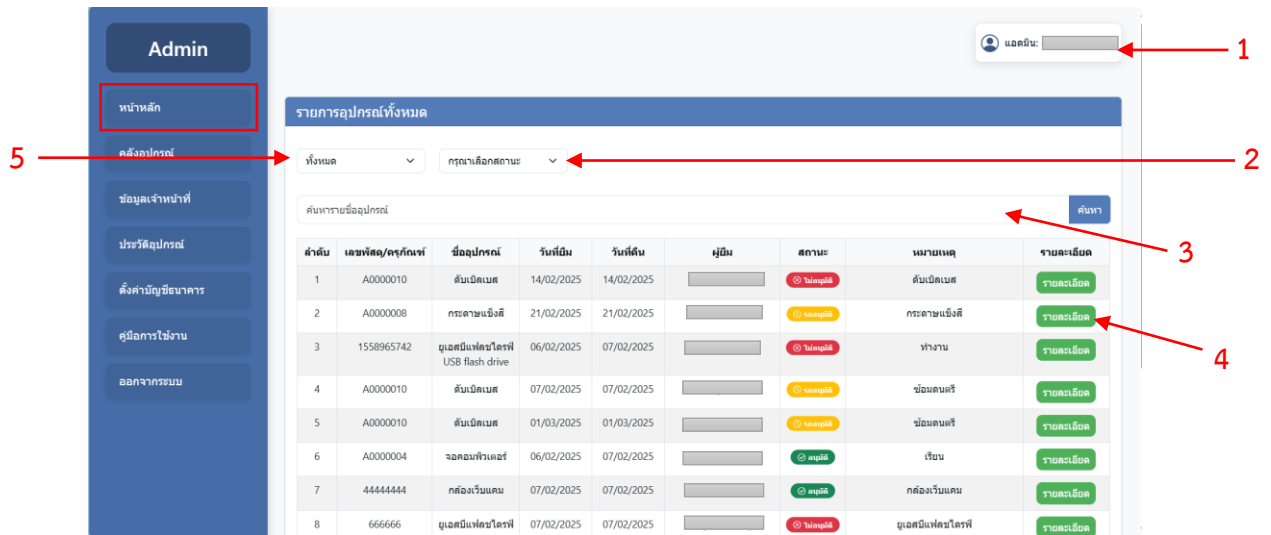 Admin
แอดมิน:
1
หน้าหลัก
คลังอุปกรณ์
ข้อมูลเจ้าหน้าที่
ประวัติอุปกรณ์
ตั้งค่าบัญชีธนาคาร
คู่มือการใช้งาน
ออกจากระบบ
รายการอุปกรณ์ทั้งหมด
5
ทั้งหมด กรุณาเลือกสถานะ
2
ค้นหารายชื่ออุปกรณ์ ค้นหา
3
ลำดับ เลขพัสดุ/ครุภัณฑ์ ชื่ออุปกรณ์ วันที่ยืม วันที่คืน ผู้ยืม สถานะ หมายเหตุ รายละเอียด
1 A0000010 ดับเบิลเบส 14/02/2025 14/02/2025 ไม่อนุมัติ ดับเบิลเบส รายละเอียด
2 A0000008 กระดาษแข็งสี 21/02/2025 21/02/2025 รออนุมัติ กระดาษแข็งสี รายละเอียด
4
3 1558965742 ยูเอสบีแฟลชไดรฟ์ 06/02/2025 07/02/2025 ไม่อนุมัติ ทำงาน รายละเอียด
USB flash drive
4 A0000010 ดับเบิลเบส 07/02/2025 07/02/2025 รออนุมัติ ซ้อมดนตรี รายละเอียด
5 A0000010 ดับเบิลเบส 01/03/2025 01/03/2025 รออนุมัติ ซ้อมดนตรี รายละเอียด
6 A0000004 จอคอมพิวเตอร์ 06/02/2025 07/02/2025 อนุมัติ เรียน รายละเอียด
7 44444444 กล้องเว็บแคม 07/02/2025 07/02/2025 อนุมัติ กล้องเว็บแคม รายละเอียด
8 666666 ยูเอสบีแฟลชไดรฟ์ 07/02/2025 07/02/2025 ไม่อนุมัติ ยูเอสบีแฟลชไดรฟ์ รายละเอียด